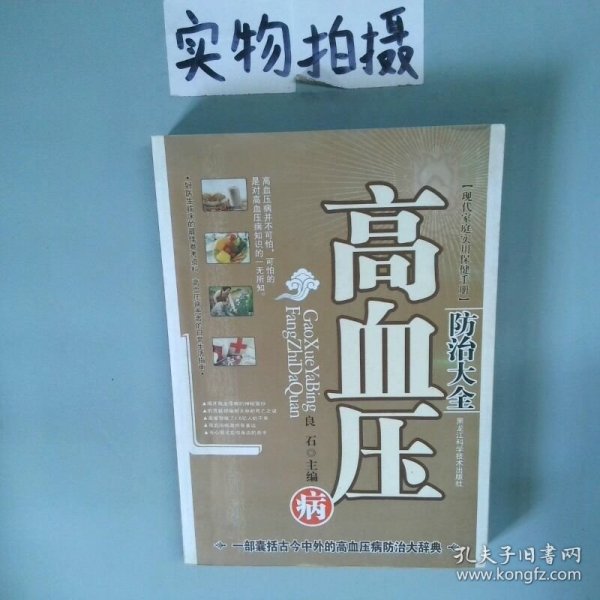 实物拍摄
【现代家庭实用保健手册】
高血压
病
防治大全
黑龙江科学技术出版社
高血压病并不可怕，可怕的
是对高血压病知识的一无所知。
GaoXueYaBing
FangZhiDaQuan
良 石◎主编
一部囊括古今中外的高血压病防治大辞典
孔夫子旧书网
www.kongfz.com